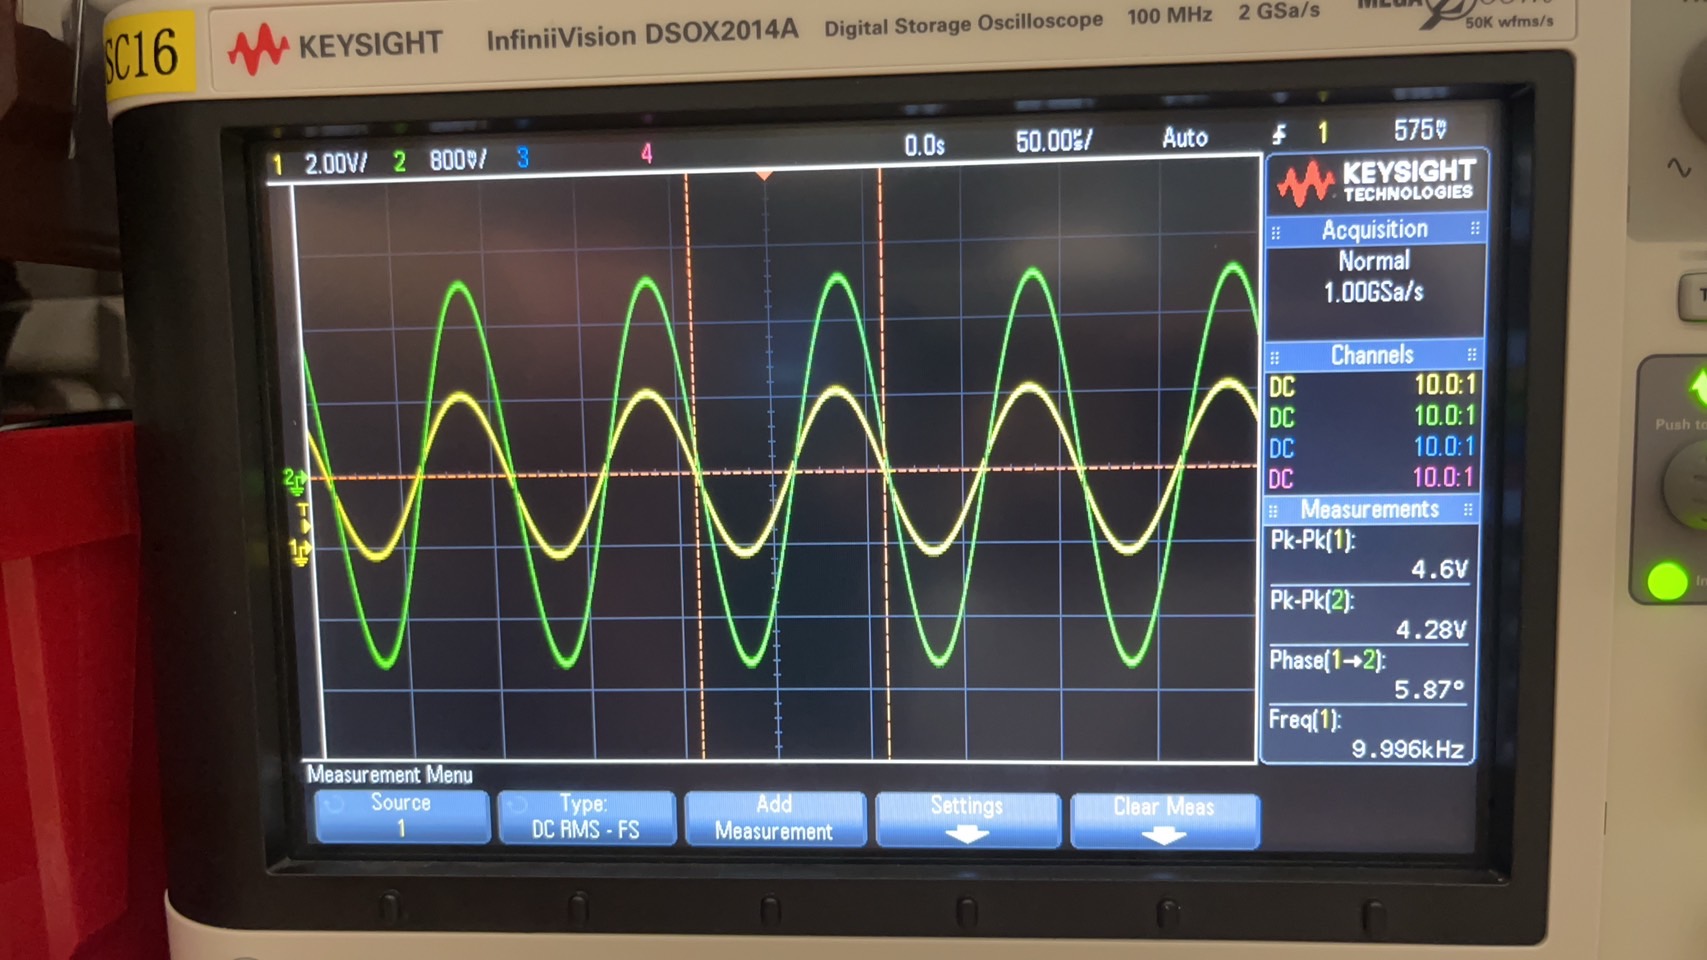 SC16
KEYSIGHT InfiniiVision DSOX2014A Digital Storage Oscilloscope 100 MHz 2 GSa/s
50K wfms/s
1 2.00V/ 2 800mV/ 3 4 0.0s 50.00us/ Auto 1 575mV
KEYSIGHT
TECHNOLOGIES
Acquisition
Normal
1.00GSa/s
Channels
DC 10.0:1
DC 10.0:1
DC 10.0:1
DC 10.0:1
Measurements
Pk-Pk(1):
4.6V
Pk-Pk(2):
4.28V
Phase(1→2):
5.87°
Freq(1):
9.996kHz
2
T
1
Measurement Menu
Source
1
Type:
DC RMS - FS
Add
Measurement
Settings
Clear Meas
Push to